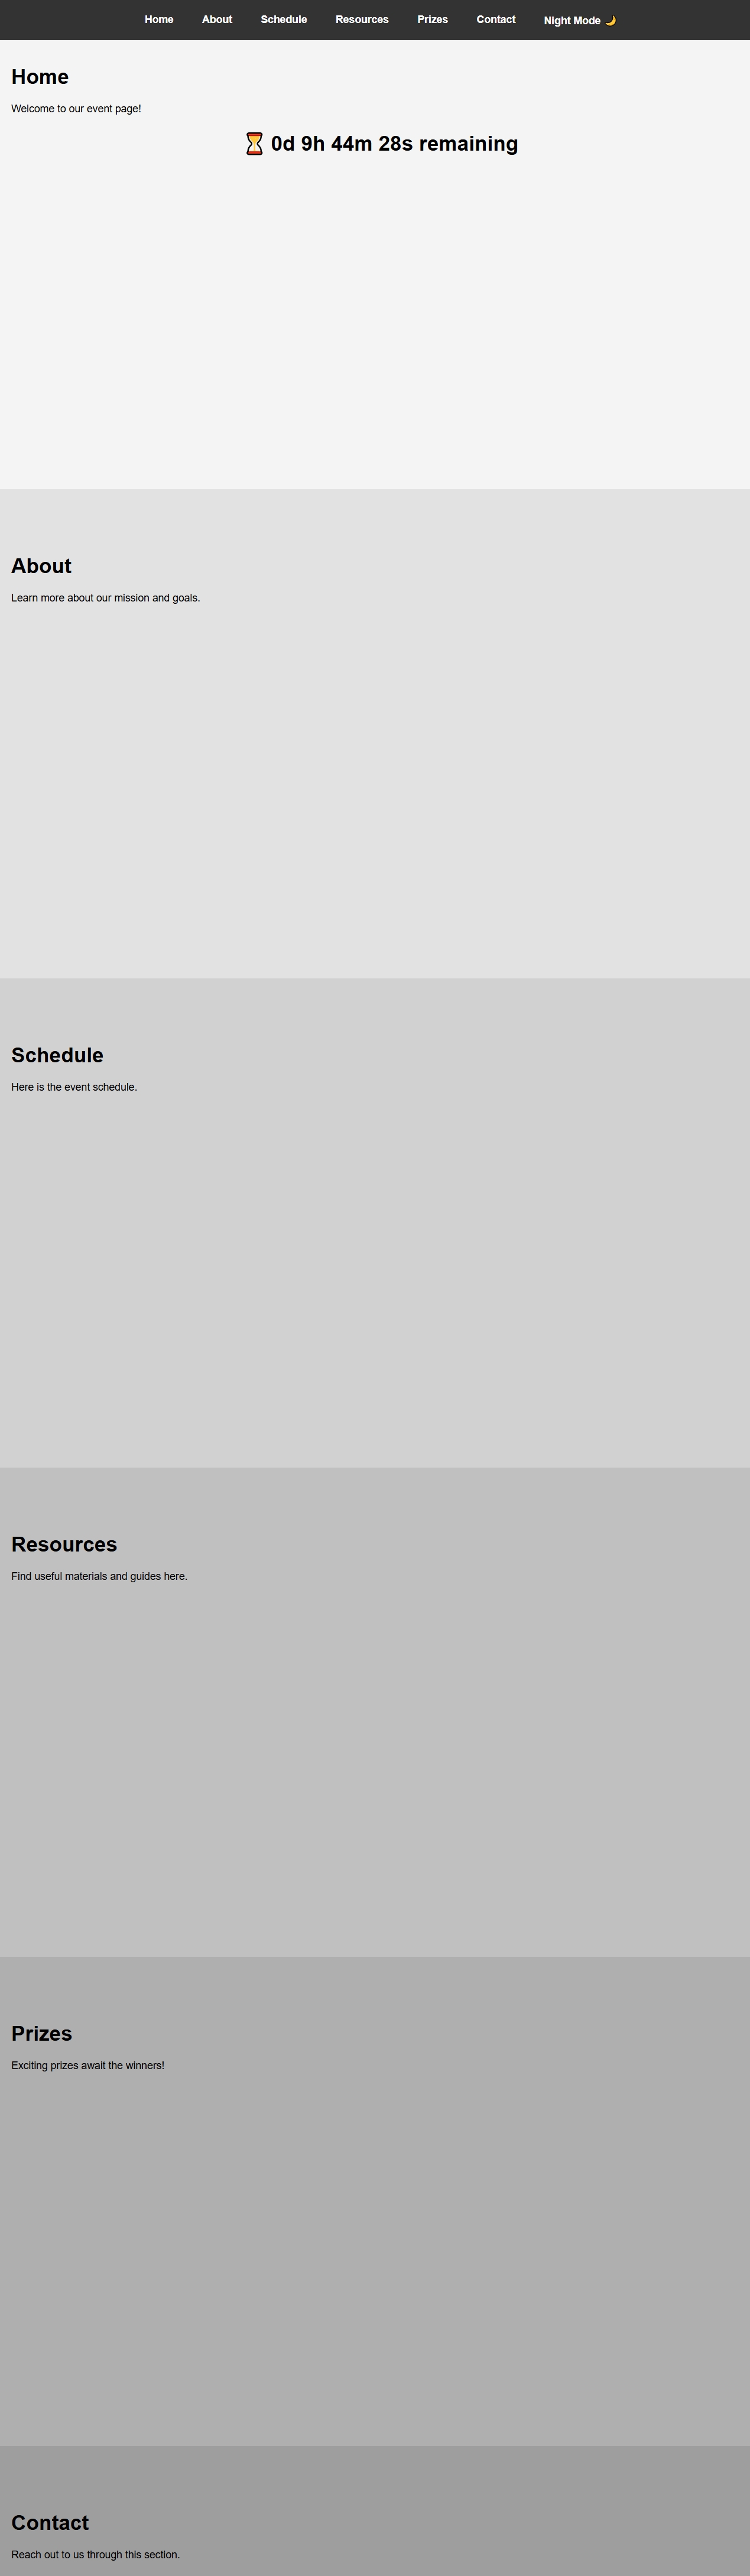 Home About Schedule Resources Prizes Contact Night Mode 🌙
Home
Welcome to our event page!
⏳ 0d 9h 44m 28s remaining
About
Learn more about our mission and goals.
Schedule
Here is the event schedule.
Resources
Find useful materials and guides here.
Prizes
Exciting prizes await the winners!
Contact
Reach out to us through this section.